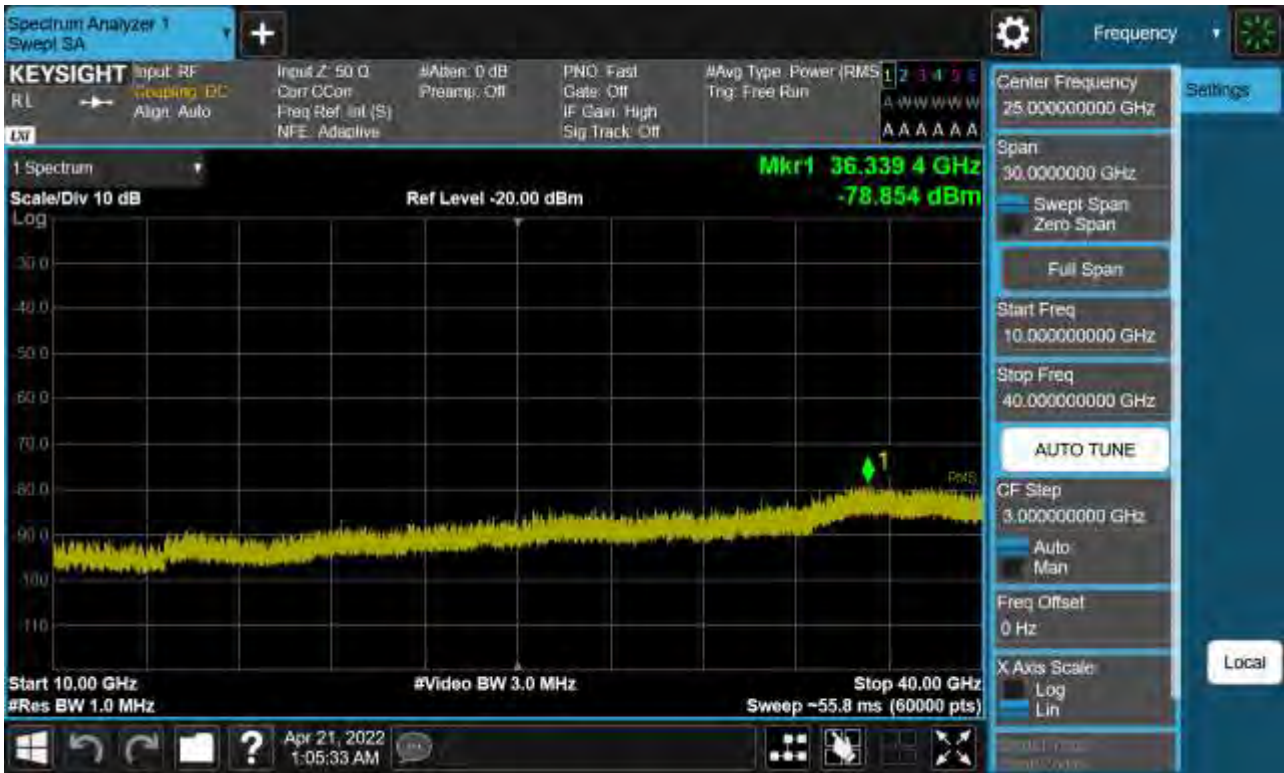 Spectrum Analyzer 1
Swept SA
Frequency
KEYSIGHT
RL
LXI
Input: RF
Coupling: DC
Align: Auto
Input Z: 50 Ω
Corr CCorr
Freq Ref: Int (S)
NFE: Adaptive
#Atten: 0 dB
Preamp: Off
PNO: Fast
Gate: Off
IF Gain: High
Sig Track: Off
#Avg Type: Power (RMS
Trig: Free Run
1 2 3 4 5 6
A W W W W W
A A A A A A
1 Spectrum
Scale/Div 10 dB
Ref Level -20.00 dBm
Mkr1 36.339 4 GHz
-78.854 dBm
Log
-30.0
-40.0
-50.0
-60.0
-70.0
-80.0
-90.0
-100
-110
1
RMS
Start 10.00 GHz
#Res BW 1.0 MHz
#Video BW 3.0 MHz
Stop 40.00 GHz
Sweep ~55.8 ms (60000 pts)
Center Frequency
25.000000000 GHz
Settings
Span
30.0000000 GHz
Swept Span
Zero Span
Full Span
Start Freq
10.000000000 GHz
Stop Freq
40.000000000 GHz
AUTO TUNE
CF Step
3.000000000 GHz
Auto
Man
Freq Offset
0 Hz
X Axis Scale
Log
Lin
Local
?
Apr 21, 2022
1:05:33 AM